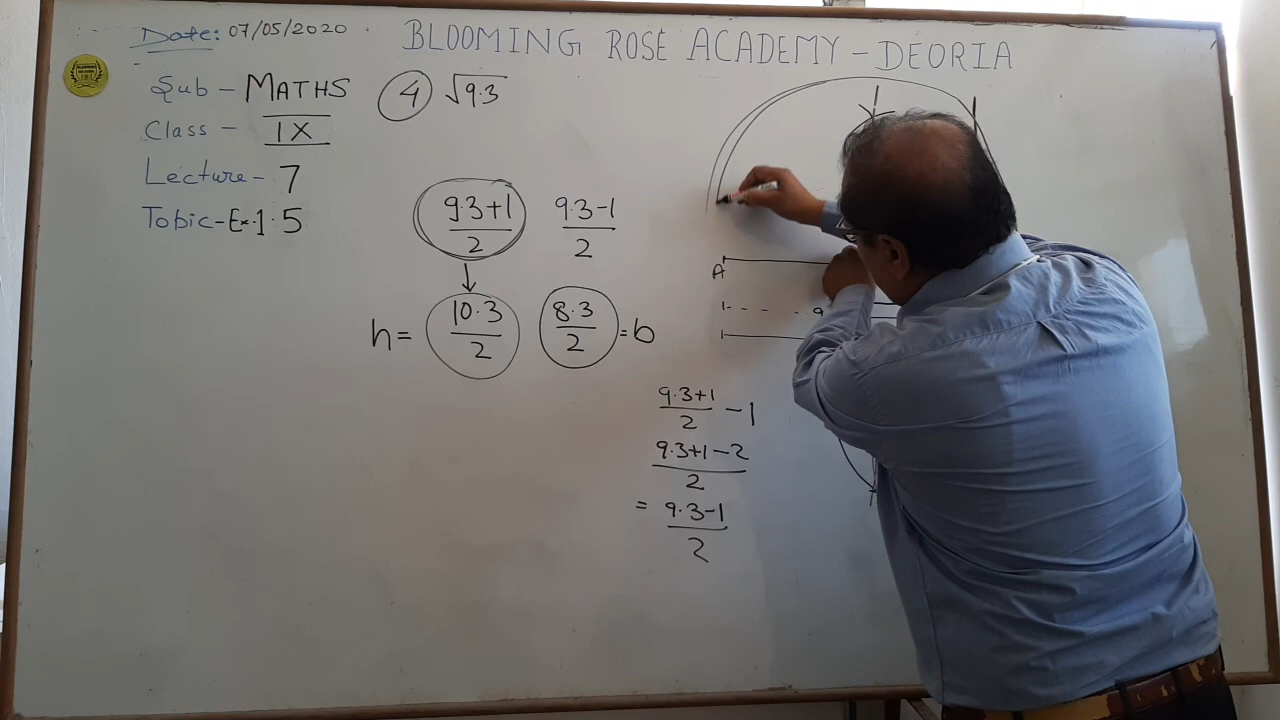 Date: 07/05/2020
BLOOMING ROSE ACADEMY - DEORIA
Sub - MATHS
Class - IX
Lecture - 7
Tobic - Ex.1.5
4 √9.3
9.3+1/2 9.3-1/2
h = 10.3/2 8.3/2 = b
A
9
9.3+1/2 - 1
9.3+1-2/2
= 9.3-1/2